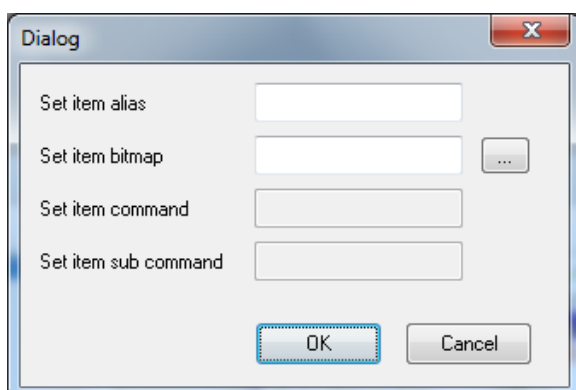 Dialog
Set item alias
Set item bitmap
...
Set item command
Set item sub command
OK
Cancel